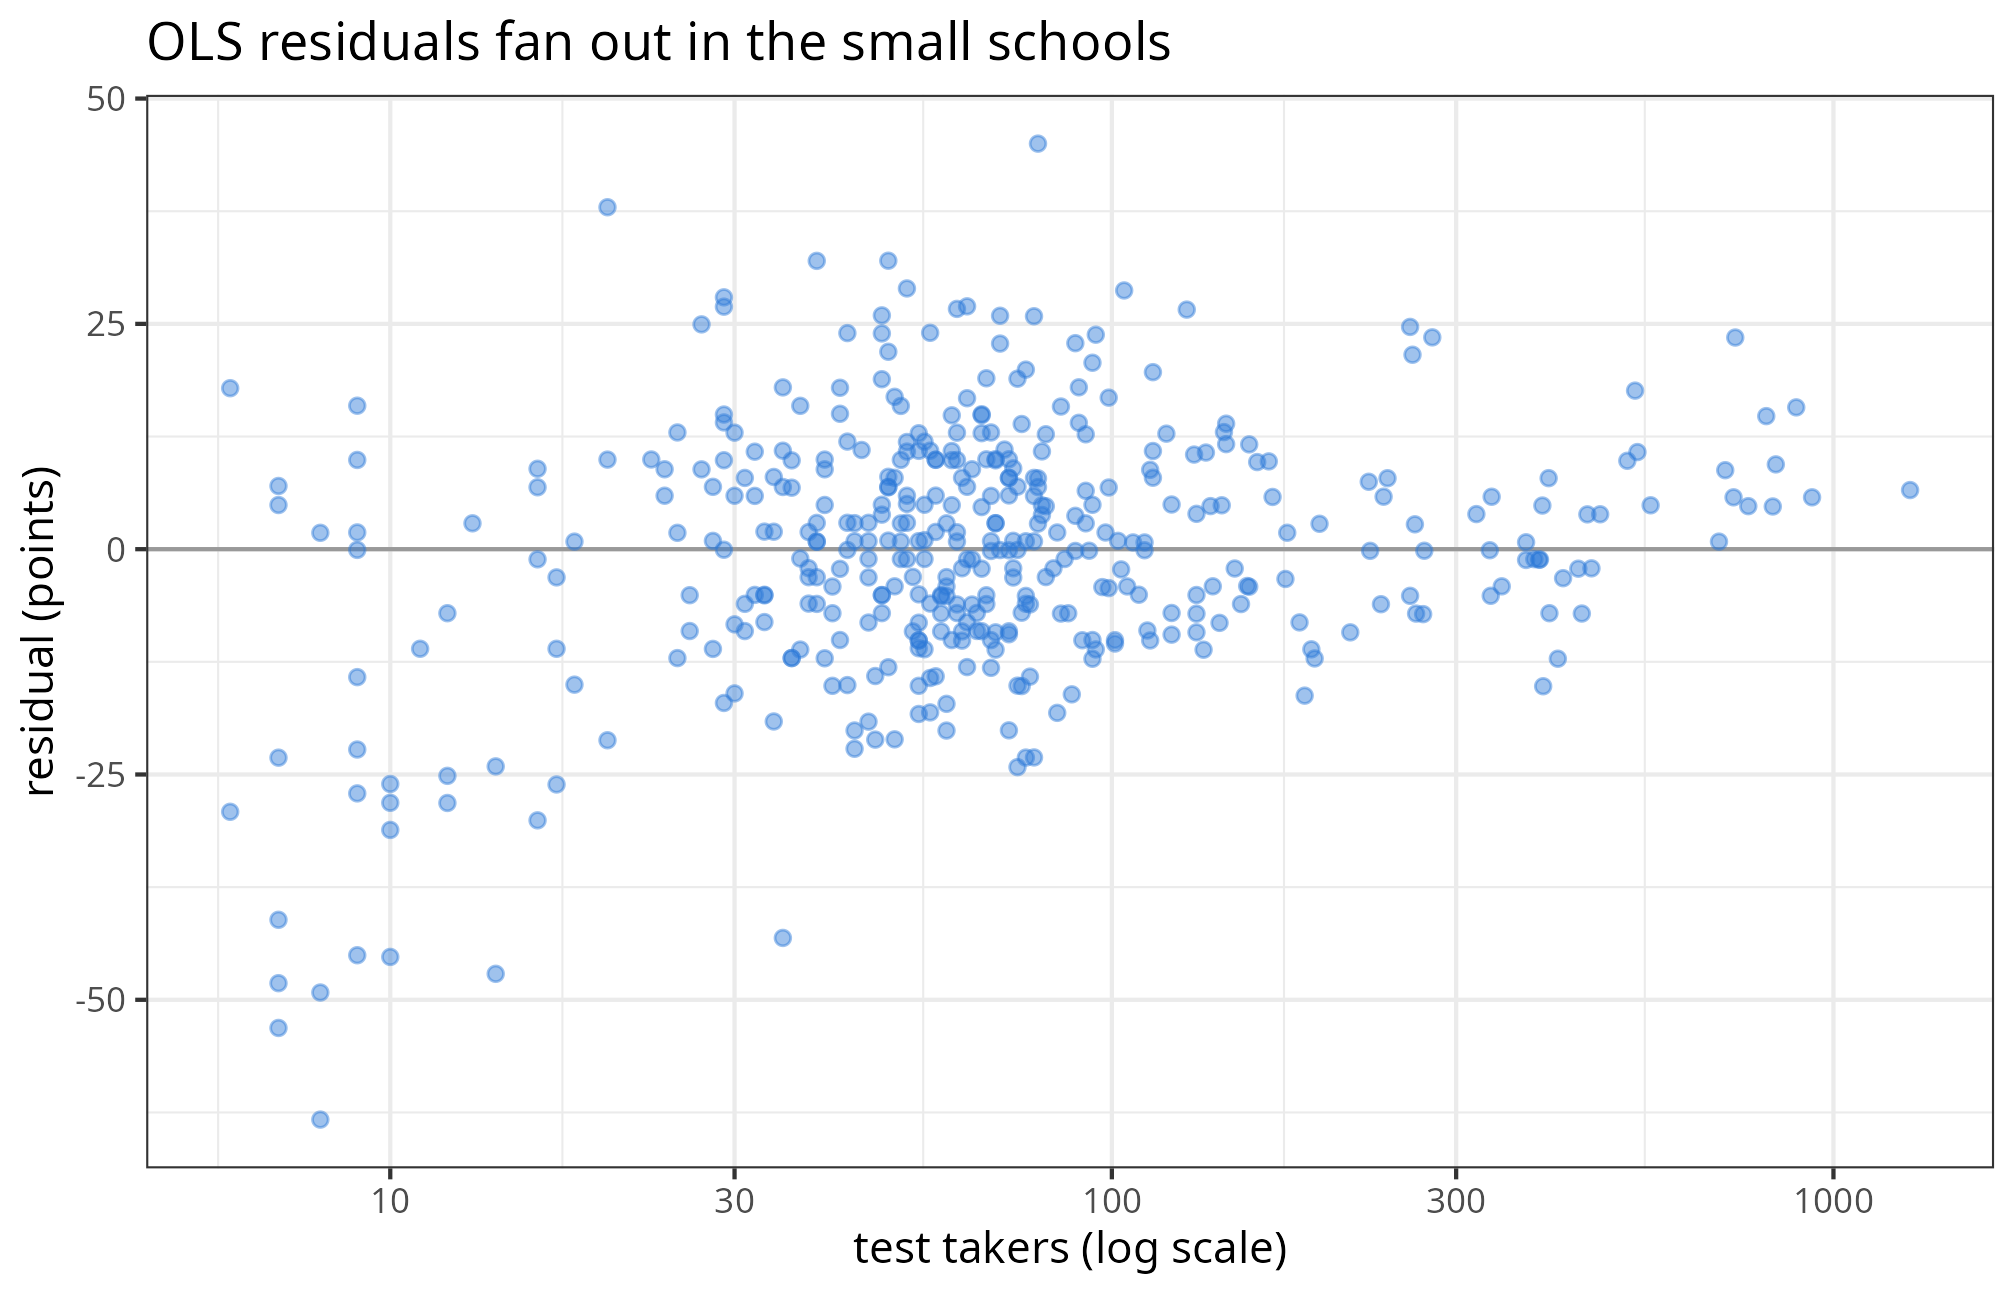 OLS residuals fan out in the small schools
residual (points)
50
25
0
-25
-50
10 30 100 300 1000
test takers (log scale)